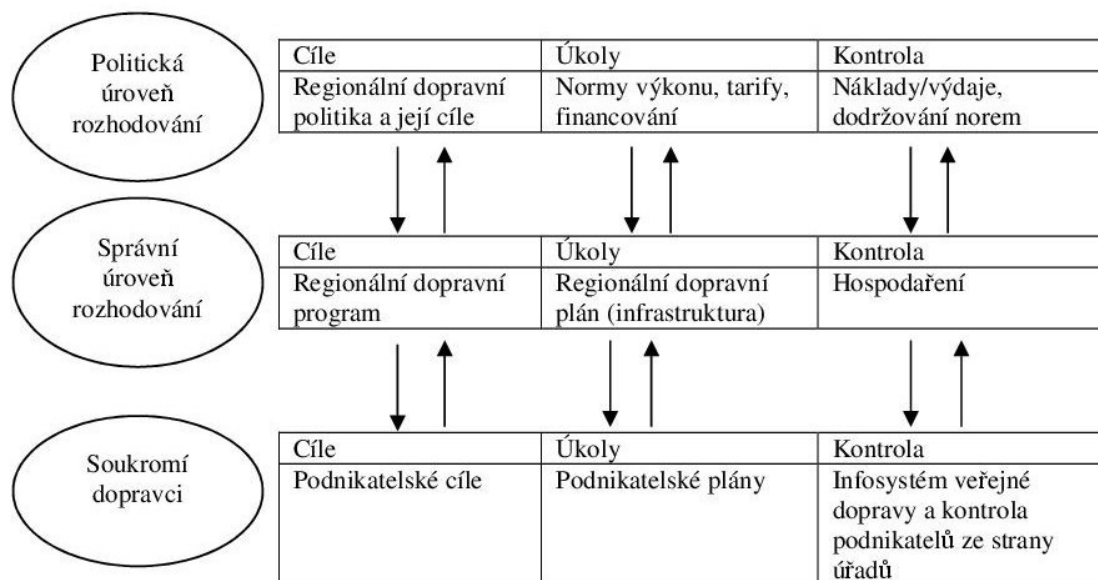 Politická
úroveň
rozhodování
Cíle Úkoly Kontrola
Regionální dopravní Normy výkonu, tarify, Náklady/výdaje,
politika a její cíle financování dodržování norem
Správní
úroveň
rozhodování
Cíle Úkoly Kontrola
Regionální dopravní Regionální dopravní Hospodaření
program plán (infrastruktura)
Soukromí
dopravci
Cíle Úkoly Kontrola
Podnikatelské cíle Podnikatelské plány Infosystém veřejné
dopravy a kontrola
podnikatelů ze strany
úřadů